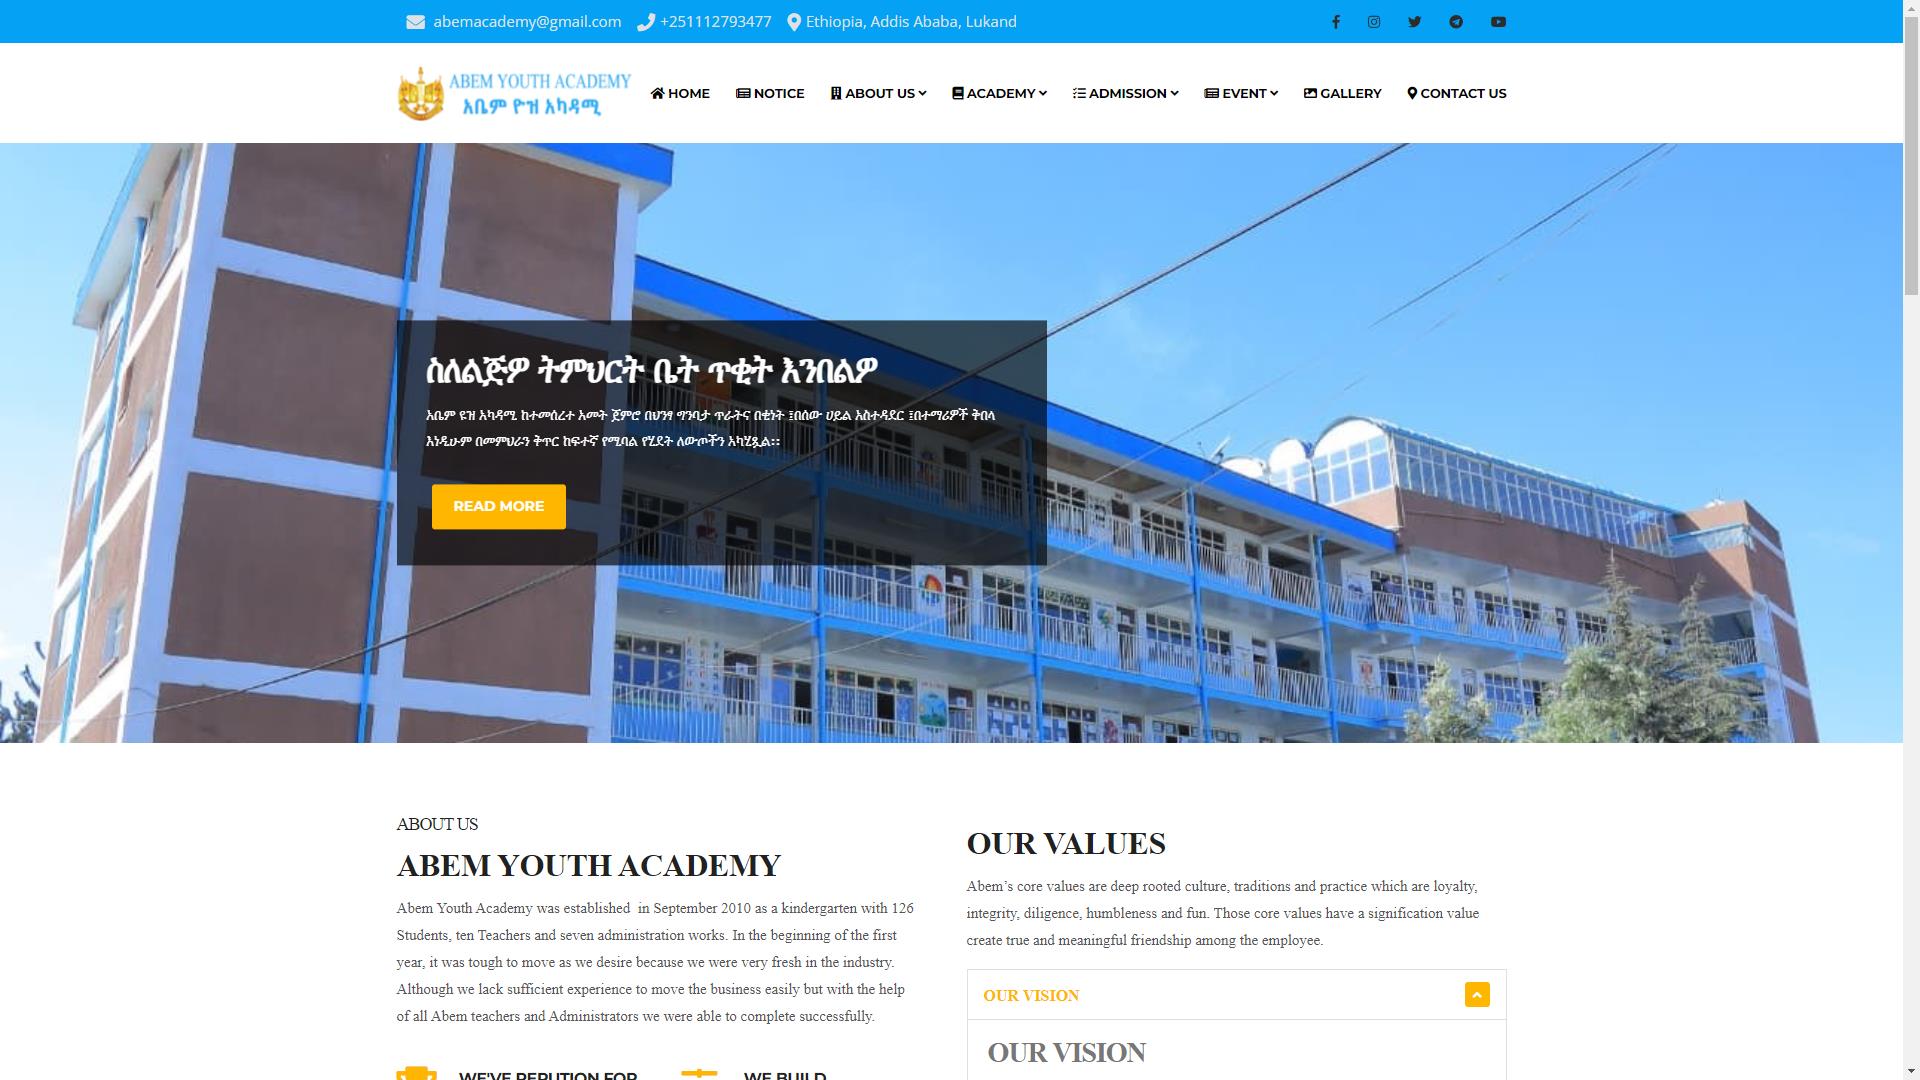 abemacademy@gmail.com +251112793477 Ethiopia, Addis Ababa, Lukand
ABEM YOUTH ACADEMY
አቤም ዮዝ አካዳሚ
HOME NOTICE ABOUT US ACADEMY ADMISSION EVENT GALLERY CONTACT US
ስለልጅዎ ትምህርት ቤት ጥቂት እንበልዎ
አቤም ዩዝ አካዳሚ ከተመሰረተ አመት ጀምሮ በህንፃ ግንባታ ጥራትና በቂነት ፤በሰው ሀይል አስተዳደር ፤በተማሪዎች ቅበላ
እነዲሁም በመምህራን ቅጥር ከፍተኛ የሚባል የሂደት ለውጦችን አካሂዷል፡፡
READ MORE
ABOUT US
ABEM YOUTH ACADEMY
Abem Youth Academy was established in September 2010 as a kindergarten with 126
Students, ten Teachers and seven administration works. In the beginning of the first
year, it was tough to move as we desire because we were very fresh in the industry.
Although we lack sufficient experience to move the business easily but with the help
of all Abem teachers and Administrators we were able to complete successfully.
WE'VE REPUTION FOR
WE BUILD
OUR VALUES
Abem’s core values are deep rooted culture, traditions and practice which are loyalty,
integrity, diligence, humbleness and fun. Those core values have a signification value
create true and meaningful friendship among the employee.
OUR VISION
OUR VISION